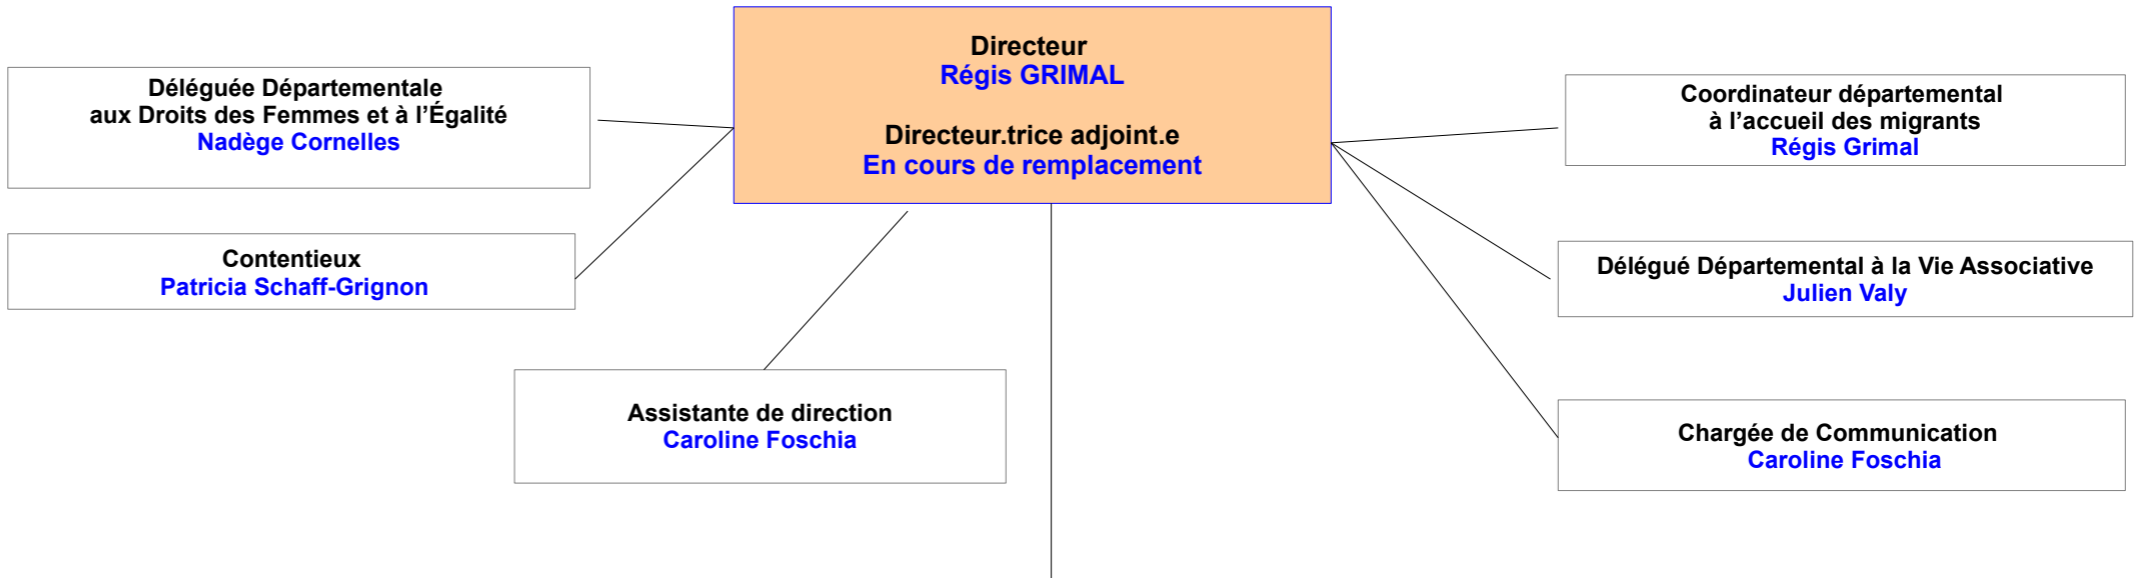 Directeur
Régis GRIMAL
Directeur.trice adjoint.e
En cours de remplacement
Déléguée Départementale
aux Droits des Femmes et à l’Égalité
Nadège Cornelles
Coordinateur départemental
à l’accueil des migrants
Régis Grimal
Contentieux
Patricia Schaff-Grignon
Délégué Départemental à la Vie Associative
Julien Valy
Assistante de direction
Caroline Foschia
Chargée de Communication
Caroline Foschia